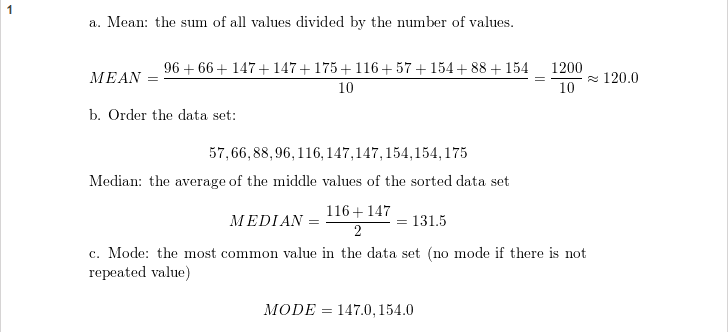 1
a. Mean: the sum of all values divided by the number of values.
MEAN = \frac{96 + 66 + 147 + 147 + 175 + 116 + 57 + 154 + 88 + 154}{10} = \frac{1200}{10} ≈ 120.0
b. Order the data set:
57, 66, 88, 96, 116, 147, 147, 154, 154, 175
Median: the average of the middle values of the sorted data set
MEDIAN = \frac{116 + 147}{2} = 131.5
c. Mode: the most common value in the data set (no mode if there is not
repeated value)
MODE = 147.0, 154.0